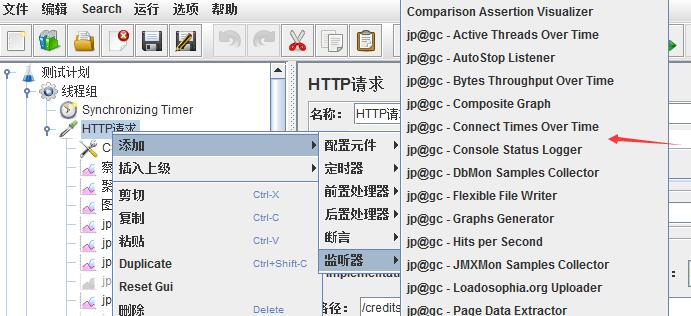 文件 编辑 Search 运行 选项 帮助
测试计划
线程组
Synchronizing Timer
HTTP请求
察
聚
图
jp
jp
jp
jp
添加
插入上级
剪切 Ctrl-X
复制 Ctrl-C
粘贴 Ctrl-V
Duplicate Ctrl+Shift-C
Reset Gui
删除 Delete
配置元件
定时器
前置处理器
后置处理器
断言
监听器
HTTP请求
名称： HTTP请
Implementation
路径： /credits
Comparison Assertion Visualizer
jp@gc - Active Threads Over Time
jp@gc - AutoStop Listener
jp@gc - Bytes Throughput Over Time
jp@gc - Composite Graph
jp@gc - Connect Times Over Time
jp@gc - Console Status Logger
jp@gc - DbMon Samples Collector
jp@gc - Flexible File Writer
jp@gc - Graphs Generator
jp@gc - Hits per Second
jp@gc - JMXMon Samples Collector
jp@gc - Loadosophia.org Uploader
jp@gc - Page Data Extractor